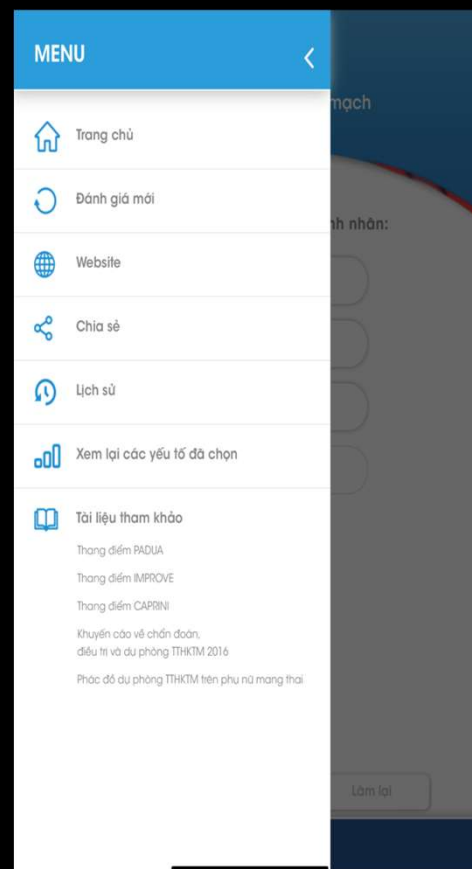 MENU
mạch
Trang chủ
Đánh giá mới
nh nhân:
Website
Chia sẻ
Lịch sử
Xem lại các yếu tố đã chọn
Tài liệu tham khảo
Thang điểm PADUA
Thang điểm IMPROVE
Thang điểm CAPRINI
Khuyến cáo về chẩn đoán,
điều trị và dự phòng TTHKTM 2016
Phác đồ dự phòng TTHKTM trên phụ nữ mang thai
Làm lại